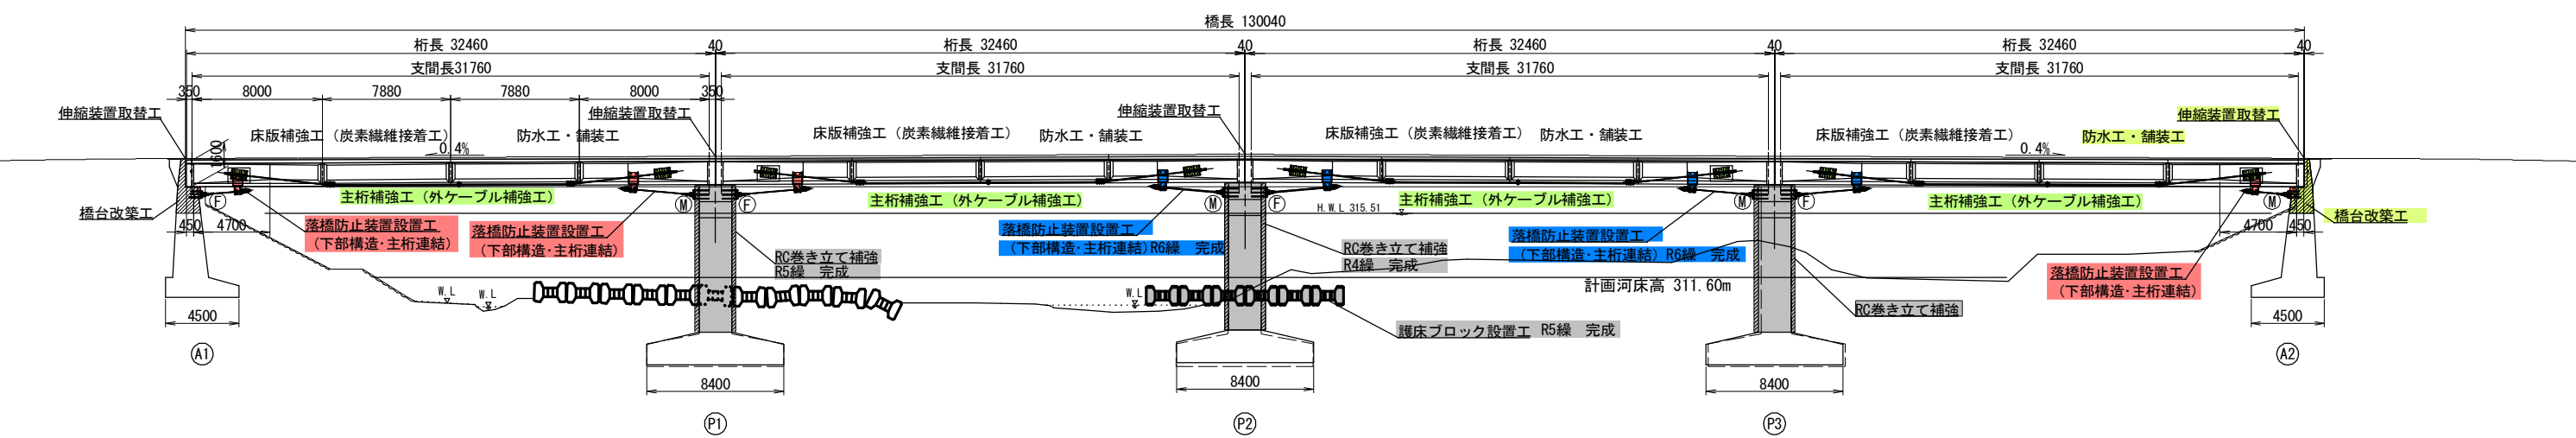 橋長 130040
桁長 32460
40
桁長 32460
40
桁長 32460
40
桁長 32460
40
支間長31760
支間長 31760
支間長 31760
支間長 31760
350
8000
7880
7880
8000
350
伸縮装置取替工
伸縮装置取替工
伸縮装置取替工
伸縮装置取替工
床版補強工（炭素繊維接着工）
防水工・舗装工
床版補強工（炭素繊維接着工）
防水工・舗装工
床版補強工（炭素繊維接着工）
防水工・舗装工
床版補強工（炭素繊維接着工）
防水工・舗装工
0.4%
0.4%
1600
主桁補強工（外ケーブル補強工）
主桁補強工（外ケーブル補強工）
主桁補強工（外ケーブル補強工）
主桁補強工（外ケーブル補強工）
F
M
F
M
F
M
F
M
H.W.L 315.51
橋台改築工
橋台改築工
450
4700
4700
450
落橋防止装置設置工
（下部構造・主桁連結）
落橋防止装置設置工
（下部構造・主桁連結）
落橋防止装置設置工
（下部構造・主桁連結）R6繰　完成
落橋防止装置設置工
（下部構造・主桁連結）R6繰　完成
落橋防止装置設置工
（下部構造・主桁連結）
RC巻き立て補強
R5繰　完成
RC巻き立て補強
R4繰　完成
RC巻き立て補強
W.L
W.L
W.L
計画河床高 311.60m
護床ブロック設置工　R5繰　完成
4500
4500
8400
8400
8400
A1
P1
P2
P3
A2